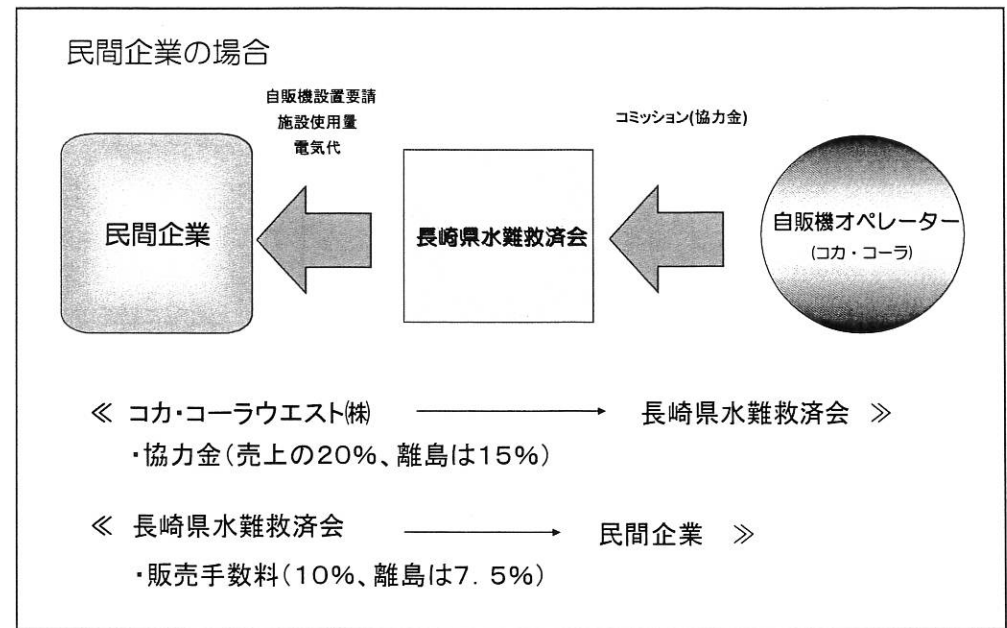 民間企業の場合
自販機設置要請
施設使用量
電気代
コミッション(協力金)
民間企業
長崎県水難救済会
自販機オペレーター
(コカ・コーラ)
≪ コカ・コーラウエスト㈱ → 長崎県水難救済会 ≫
・協力金(売上の20%、離島は15%)
≪ 長崎県水難救済会 → 民間企業 ≫
・販売手数料(10%、離島は7.5%)